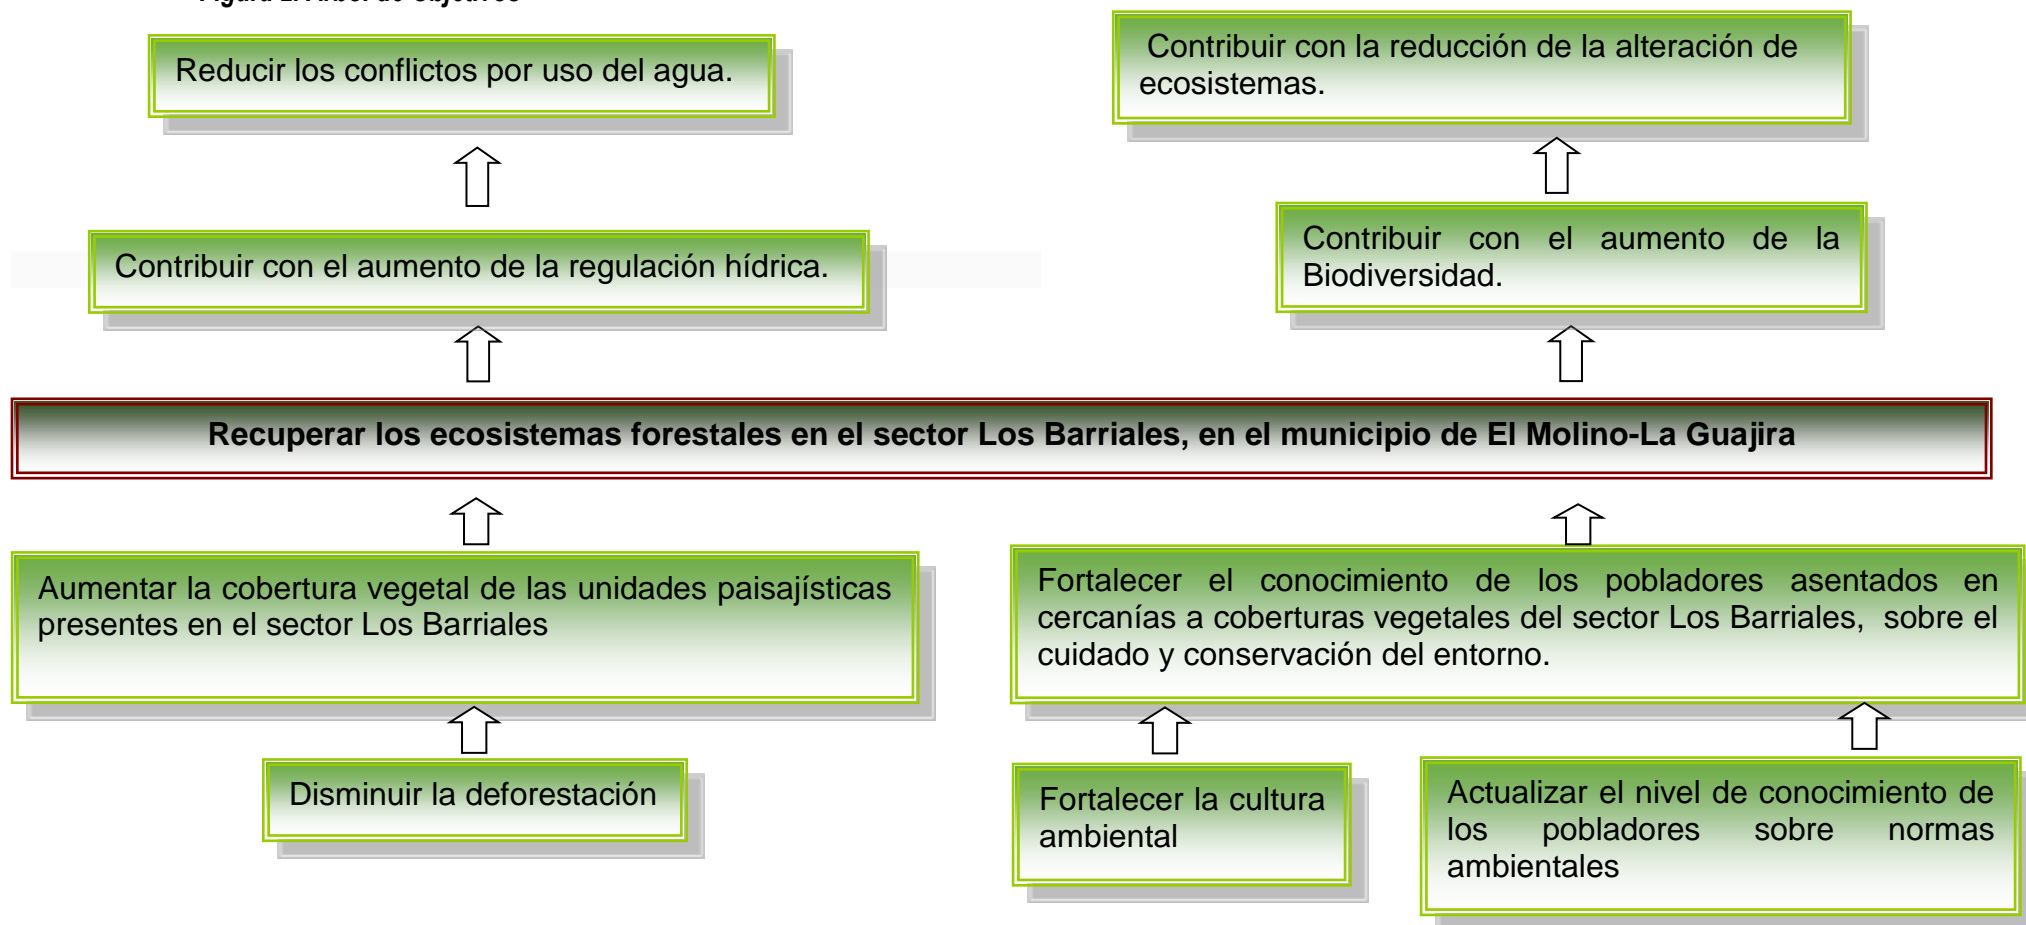 Figura 2. Árbol de Objetivos
Reducir los conflictos por uso del agua.
Contribuir con la reducción de la alteración de
ecosistemas.
Contribuir con el aumento de la regulación hídrica.
Contribuir con el aumento de la
Biodiversidad.
Recuperar los ecosistemas forestales en el sector Los Barriales, en el municipio de El Molino-La Guajira
Aumentar la cobertura vegetal de las unidades paisajísticas
presentes en el sector Los Barriales
Fortalecer el conocimiento de los pobladores asentados en
cercanías a coberturas vegetales del sector Los Barriales, sobre el
cuidado y conservación del entorno.
Disminuir la deforestación
Fortalecer la cultura
ambiental
Actualizar el nivel de conocimiento de
los pobladores sobre normas
ambientales